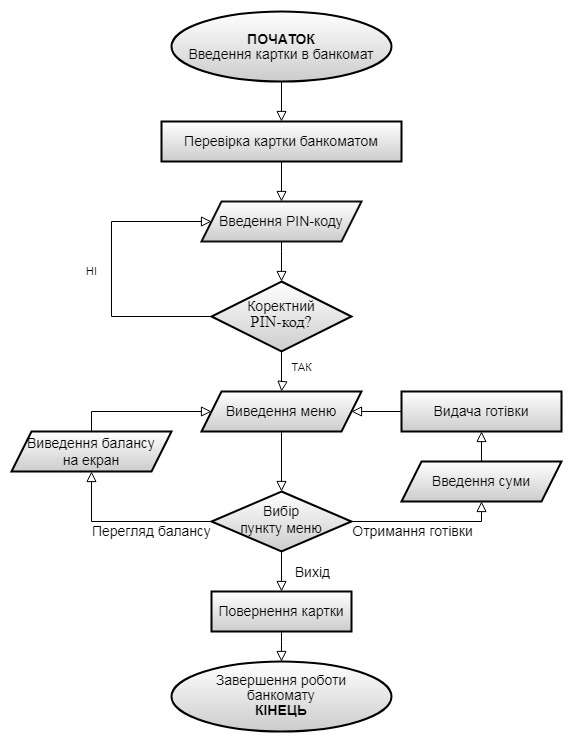 ПОЧАТОК
Введення картки в банкомат
Перевірка картки банкоматом
Введення PIN-коду
НІ
Коректний
PIN-код?
ТАК
Виведення меню
Видача готівки
Виведення балансу
на екран
Введення суми
Вибір
пункту меню
Перегляд балансу
Отримання готівки
Вихід
Повернення картки
Завершення роботи
банкомату
КІНЕЦЬ